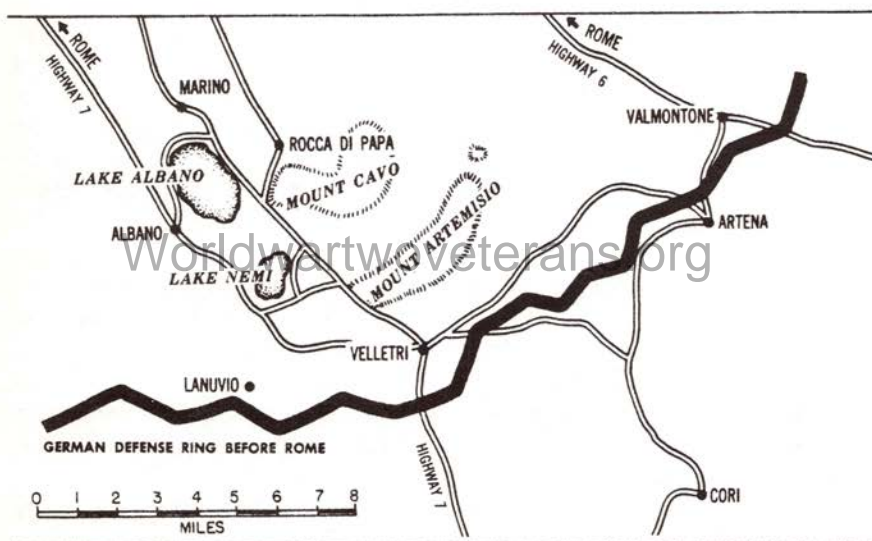 ROME
HIGHWAY 7
MARINO
ROME
HIGHWAY 6
VALMONTONE
ROCCA DI PAPA
LAKE ALBANO
MOUNT CAVO
MOUNT ARTEMISIO
ALBANO
ARTENA
Worldwartwoveterans.org
LAKE NEMI
VELLETRI
LANUVIO
GERMAN DEFENSE RING BEFORE ROME
HIGHWAY 7
CORI
0 1 2 3 4 5 6 7 8
MILES